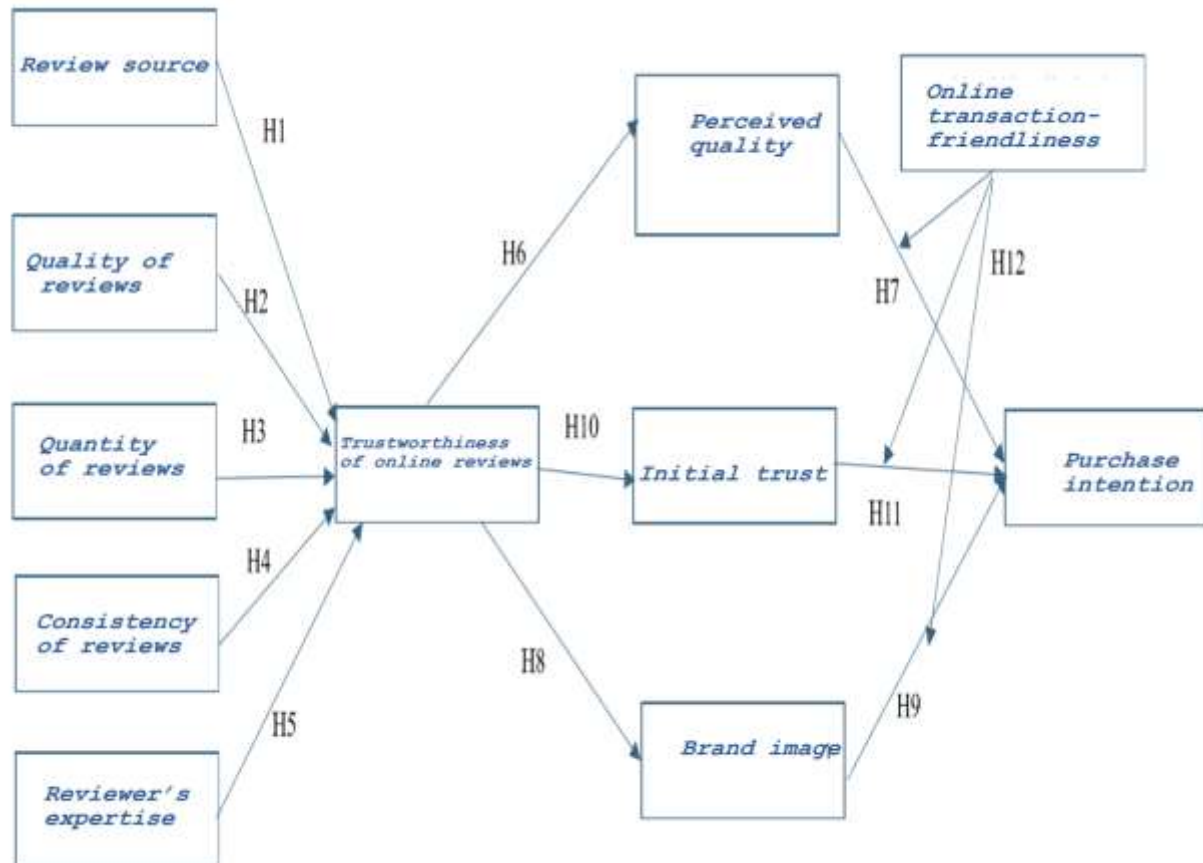 Review source
H1
Quality of
reviews
H2
Quantity
of reviews
H3
Consistency
of reviews
H4
Reviewer's
expertise
H5
Trustworthiness
of online reviews
H6
H10
H8
Perceived
quality
Initial trust
Brand image
Online
transaction-
friendliness
H7
H12
H11
H9
Purchase
intention